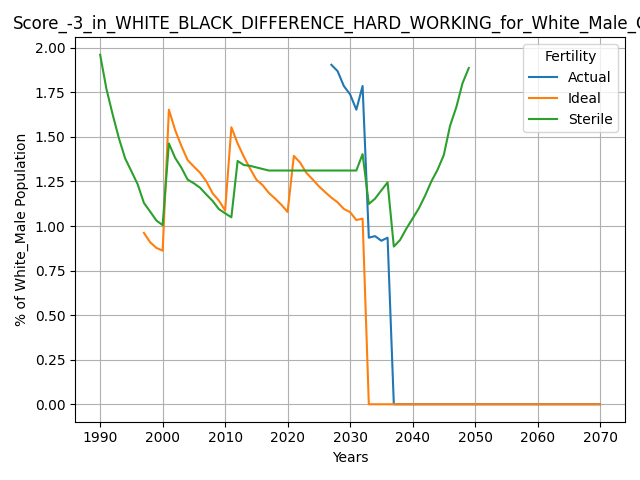 Score_-3_in_WHITE_BLACK_DIFFERENCE_HARD_WORKING_for_White_Male_
Fertility
Actual
Ideal
Sterile
% of White_Male Population
2.00
1.75
1.50
1.25
1.00
0.75
0.50
0.25
0.00
1990 2000 2010 2020 2030 2040 2050 2060 2070
Years